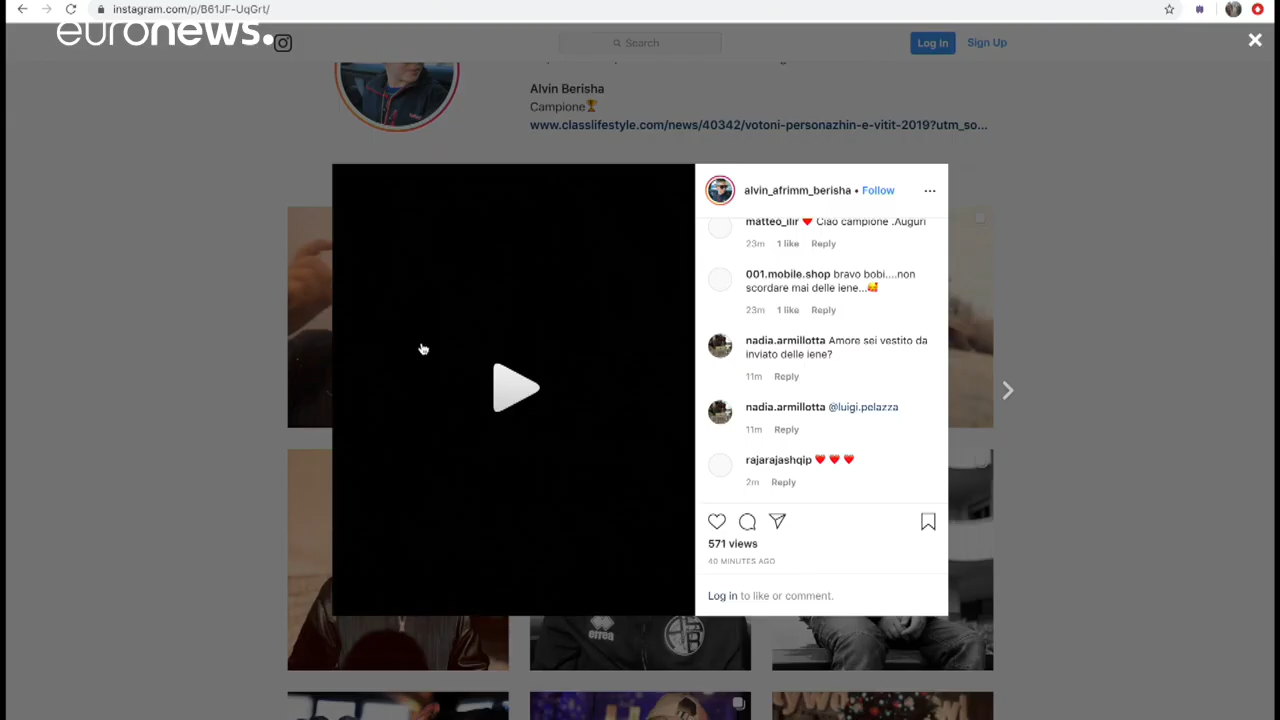 instagram.com/p/B61JF-UqGrt/
euronews.
Search
Log In
Sign Up
Alvin Berisha
Campione🏆
www.classlifestyle.com/news/40342/votoni-personazhin-e-vitit-2019?utm_so...
alvin_afrimm_berisha • Follow
matteo_ilir ❤️ Ciao campione .Auguri
23m 1 like Reply
001.mobile.shop bravo bobi....non
scordare mai delle iene...🥰
23m 1 like Reply
nadia.armillotta Amore sei vestito da
inviato delle iene?
11m Reply
nadia.armillotta @luigi.pelazza
11m Reply
rajarajashqip ❤️ ❤️ ❤️
2m Reply
571 views
40 MINUTES AGO
Log in to like or comment.
errea